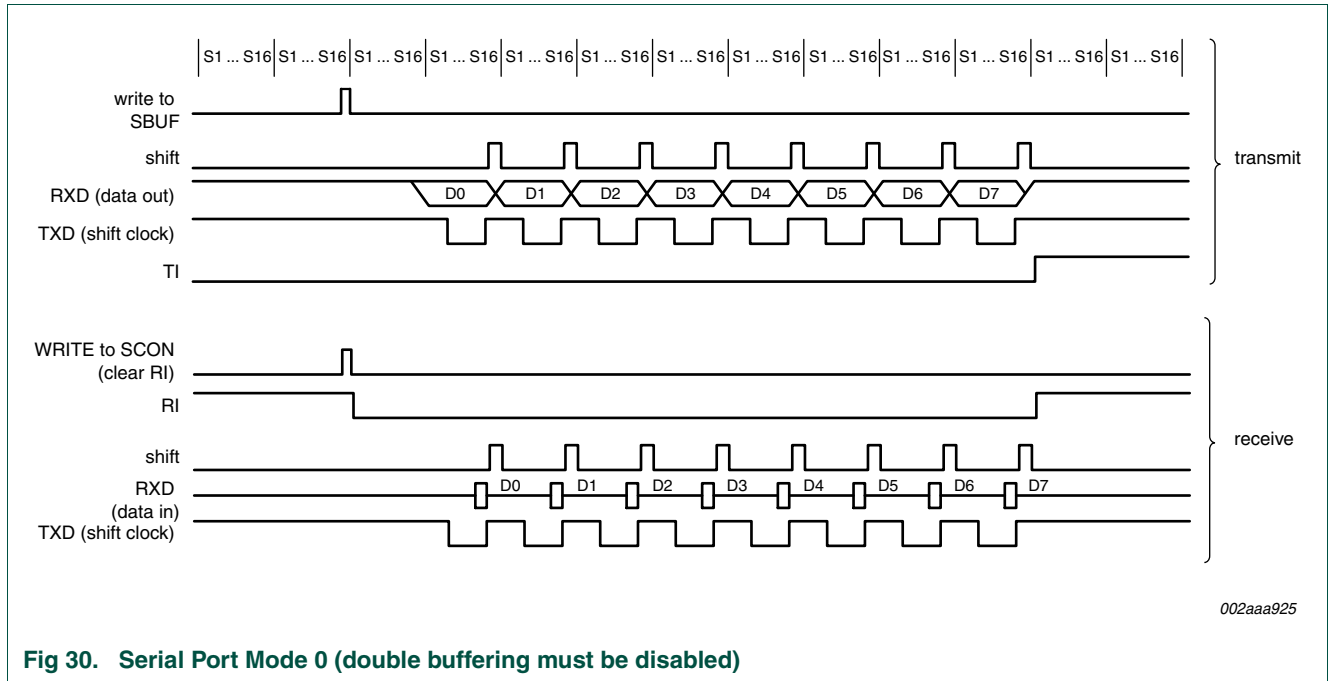 S1 ... S16 S1 ... S16 S1 ... S16 S1 ... S16 S1 ... S16 S1 ... S16 S1 ... S16 S1 ... S16 S1 ... S16 S1 ... S16 S1 ... S16 S1 ... S16 S1 ... S16
write to
SBUF
shift
transmit
RXD (data out)
D0 D1 D2 D3 D4 D5 D6 D7
TXD (shift clock)
TI
WRITE to SCON
(clear RI)
RI
shift
receive
RXD
(data in)
D0 D1 D2 D3 D4 D5 D6 D7
TXD (shift clock)
002aaa925
Fig 30. Serial Port Mode 0 (double buffering must be disabled)